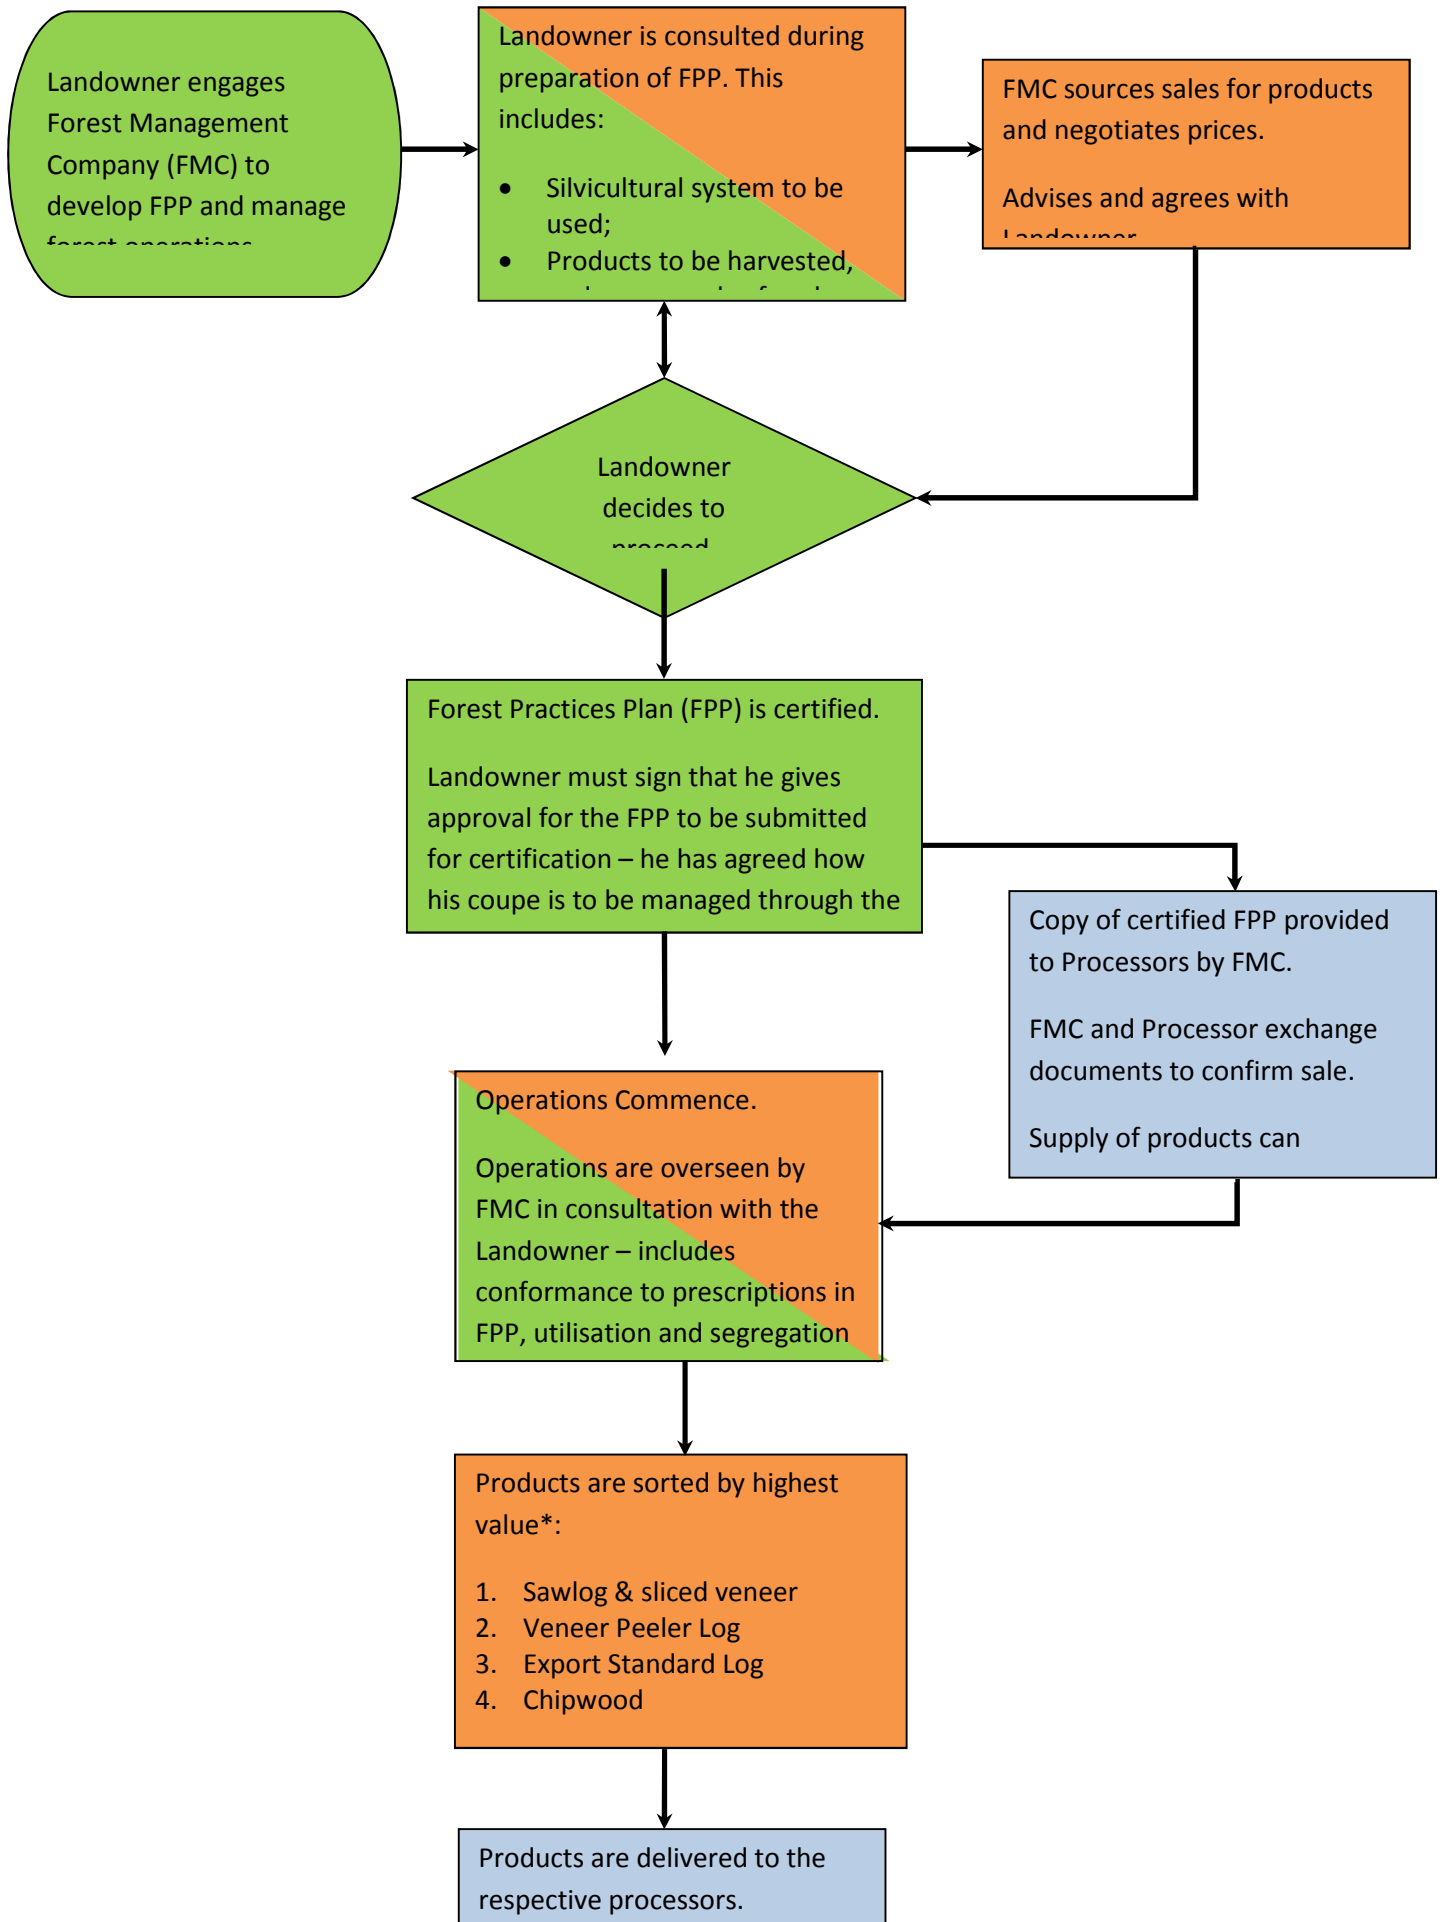 Landowner engages
Forest Management
Company (FMC) to
develop FPP and manage
forest operations
Landowner is consulted during
preparation of FPP. This
includes:
• Silvicultural system to be
used;
• Products to be harvested,
FMC sources sales for products
and negotiates prices.
Advises and agrees with
Landowner
Landowner
decides to
proceed
Forest Practices Plan (FPP) is certified.
Landowner must sign that he gives
approval for the FPP to be submitted
for certification – he has agreed how
his coupe is to be managed through the
Copy of certified FPP provided
to Processors by FMC.
FMC and Processor exchange
documents to confirm sale.
Supply of products can
Operations Commence.
Operations are overseen by
FMC in consultation with the
Landowner – includes
conformance to prescriptions in
FPP, utilisation and segregation
Products are sorted by highest
value*:
1. Sawlog & sliced veneer
2. Veneer Peeler Log
3. Export Standard Log
4. Chipwood
Products are delivered to the
respective processors.